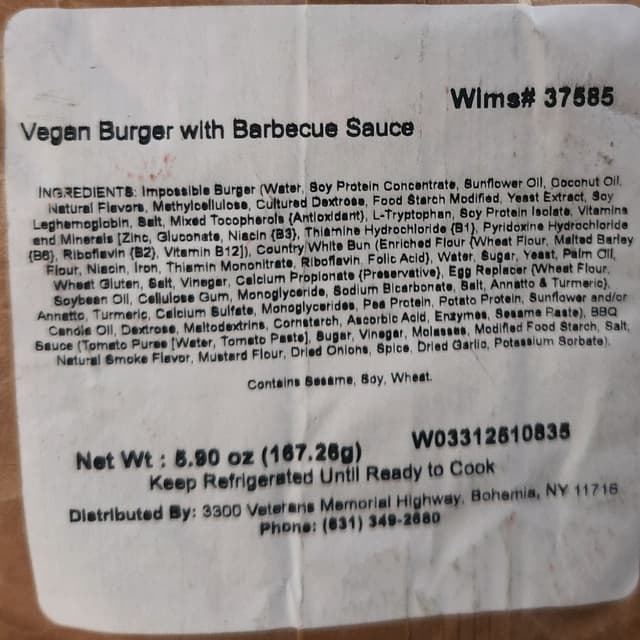 Wims# 37585
Vegan Burger with Barbecue Sauce
INGREDIENTS: Impossible Burger (Water, Soy Protein Concentrate, Sunflower Oil, Coconut Oil,
Natural Flavors, Methylcellulose, Cultured Dextrose, Food Starch Modified, Yeast Extract, Soy
Leghemoglobin, Salt, Mixed Tocopherols {Antioxidant}, L-Tryptophan, Soy Protein Isolate, Vitamins
and Minerals [Zinc, Gluconate, Niacin {B3}, Thiamine Hydrochloride {B1}, Pyridoxine Hydrochloride
{B6}, Riboflavin {B2}, Vitamin B12]), Country White Bun (Enriched Flour {Wheat Flour, Malted Barley
Flour, Niacin, Iron, Thiamin Mononitrate, Riboflavin, Folic Acid}, Water, Sugar, Yeast, Palm Oil,
Wheat Gluten, Salt, Vinegar, Calcium Propionate {Preservative}, Egg Replacer {Wheat Flour,
Soybean Oil, Cellulose Gum, Monoglyceride, Sodium Bicarbonate, Salt, Annatto & Turmeric},
Annatto, Turmeric, Calcium Sulfate, Monoglycerides, Pea Protein, Potato Protein, Sunflower and/or
Canola Oil, Dextrose, Maltodextrins, Cornstarch, Ascorbic Acid, Enzymes, Sesame Paste), BBQ
Sauce (Tomato Puree [Water, Tomato Paste], Sugar, Vinegar, Molasses, Modified Food Starch, Salt,
Natural Smoke Flavor, Mustard Flour, Dried Onions, Spice, Dried Garlic, Potassium Sorbate).
Contains Sesame, Soy, Wheat.
Net Wt : 5.90 oz (167.26g)
W03312510835
Keep Refrigerated Until Ready to Cook
Distributed By: 3300 Veterans Memorial Highway, Bohemia, NY 11716
Phone: (631) 349-2660